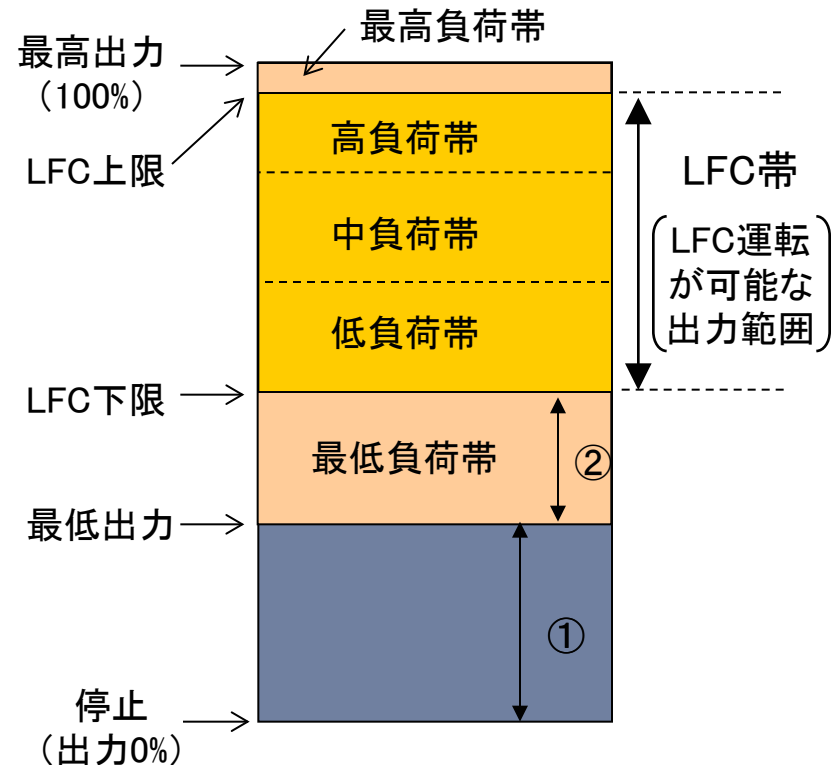 最高負荷帯
最高出力
(100%)
LFC上限
高負荷帯
中負荷帯
低負荷帯
LFC帯
LFC運転
が可能な
出力範囲
LFC下限
最低負荷帯
②
最低出力
①
停止
(出力0%)